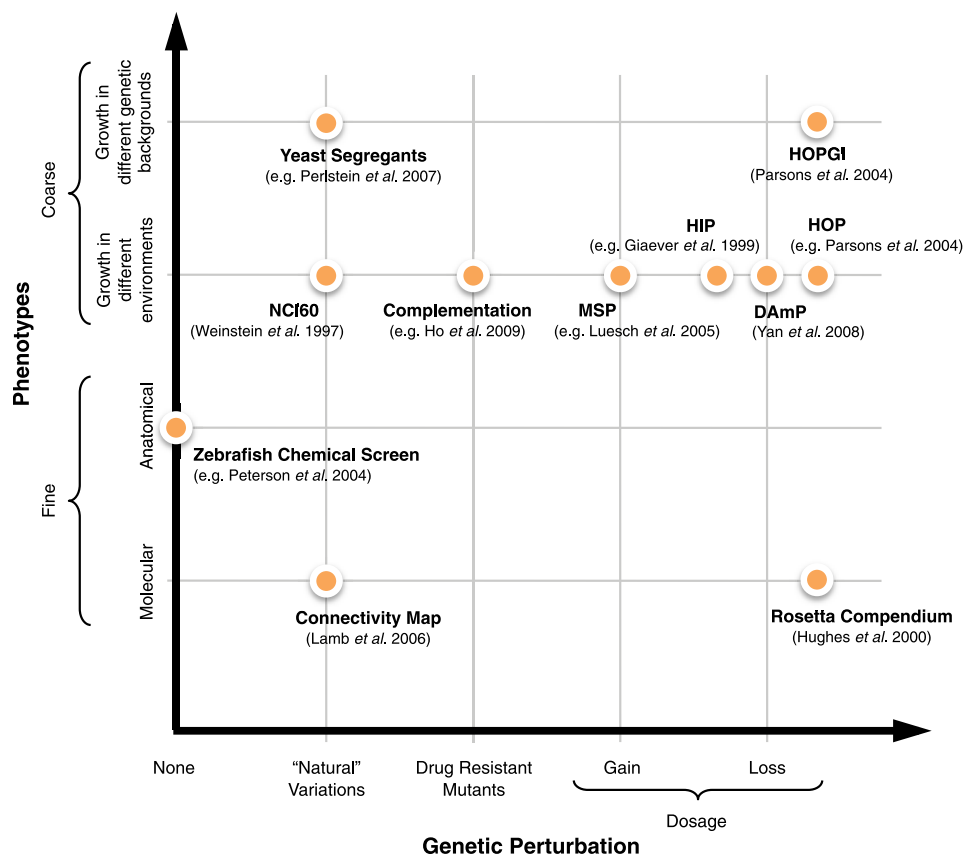 Phenotypes
Coarse
Fine
Growth in
different genetic
backgrounds
Growth in
different
environments
Anatomical
Molecular
Yeast Segregants
(e.g. Perlstein et al. 2007)
HOPGI
(Parsons et al. 2004)
HIP
(e.g. Giaever et al. 1999)
HOP
(e.g. Parsons et al. 2004)
NCI60
(Weinstein et al. 1997)
Complementation
(e.g. Ho et al. 2009)
MSP
(e.g. Luesch et al. 2005)
DAmP
(Yan et al. 2008)
Zebrafish Chemical Screen
(e.g. Peterson et al. 2004)
Connectivity Map
(Lamb et al. 2006)
Rosetta Compendium
(Hughes et al. 2000)
None
“Natural”
Variations
Drug Resistant
Mutants
Gain
Loss
Dosage
Genetic Perturbation